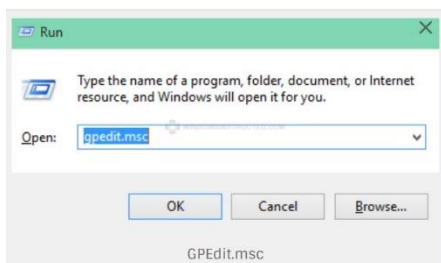 Run
Type the name of a program, folder, document, or Internet
resource, and Windows will open it for you.
Open:
gpedit.msc
OK
Cancel
Browse...
GPEdit.msc